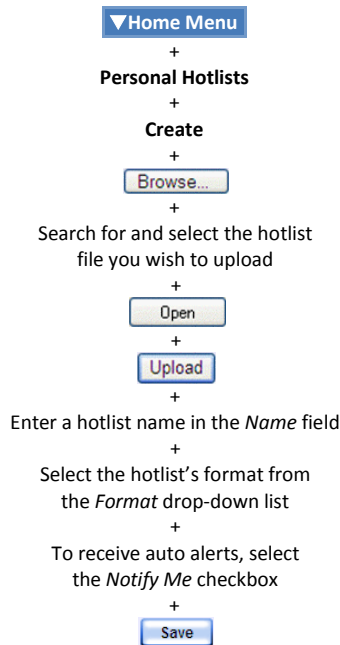 ▼Home Menu
+
Personal Hotlists
+
Create
+
Browse...
+
Search for and select the hotlist
file you wish to upload
+
Open
+
Upload
+
Enter a hotlist name in the Name field
+
Select the hotlist's format from
the Format drop-down list
+
To receive auto alerts, select
the Notify Me checkbox
+
Save